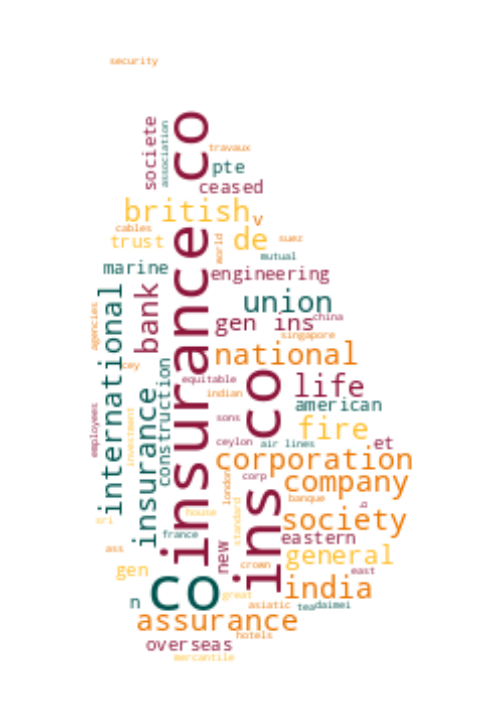 security
insurance co
societe
association
travaux
pte
ceased
british
v
cables
trust
world
de
suez
mutual
marine
engineering
international
bank
union
gen ins
china
agencies
singapore
national
cey
construction
equitable
ins co
life
insurance
indian
american
employees
investment
sons
fire
ceylon
air lines
et
corporation
corp
company
london
banque
a
sri
house
standard
society
france
new
eastern
ass
general
gen
crown
east
india
co
n
great
asiatic
tea
daimei
assurance
hotels
overseas
mercantile